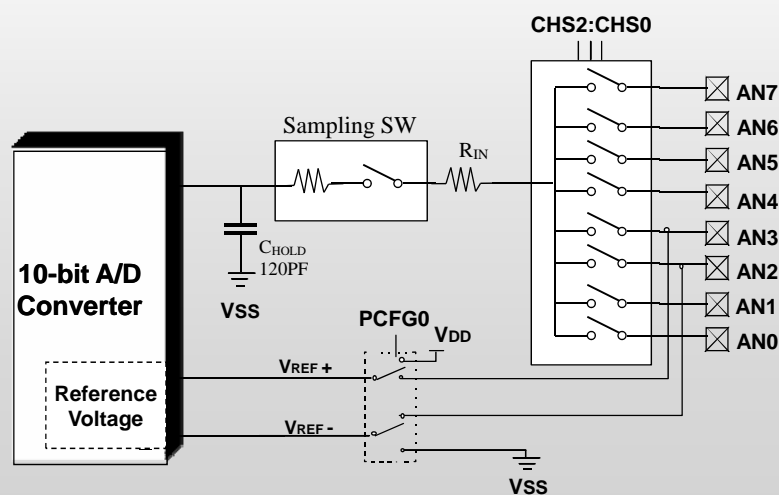 CHS2:CHS0
AN7
AN6
AN5
AN4
AN3
AN2
AN1
AN0
Sampling SW
RIN
CHOLD
120PF
VSS
10-bit A/D
Converter
PCFG0
VDD
Reference
Voltage
VREF +
VREF -
VSS